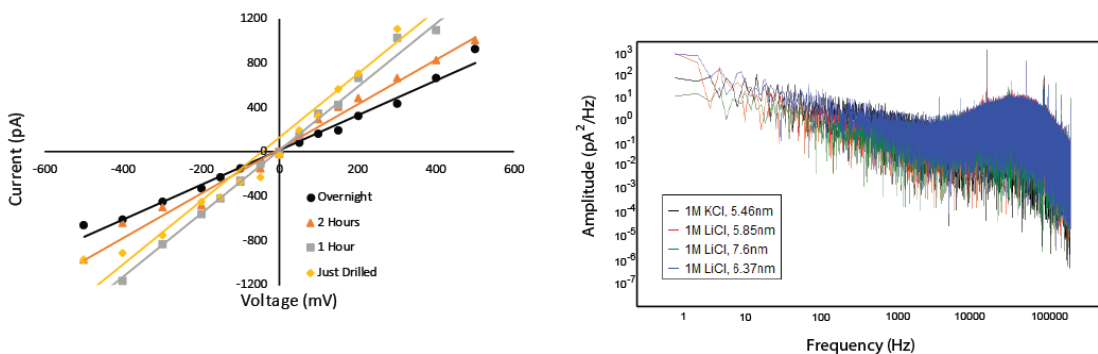 1200
800
400
0
-400
-800
-1200
-600 -400 -200 0 200 400 600
Current (pA)
Voltage (mV)
Overnight
2 Hours
1 Hour
Just Drilled
10³
10²
10¹
10⁰
10⁻¹
10⁻²
10⁻³
10⁻⁴
10⁻⁵
10⁻⁶
10⁻⁷
Amplitude (pA²/Hz)
1M KCl, 5.46nm
1M LiCl, 5.85nm
1M LiCl, 7.6nm
1M LiCl, 6.37nm
1 10 100 1000 10000 100000
Frequency (Hz)